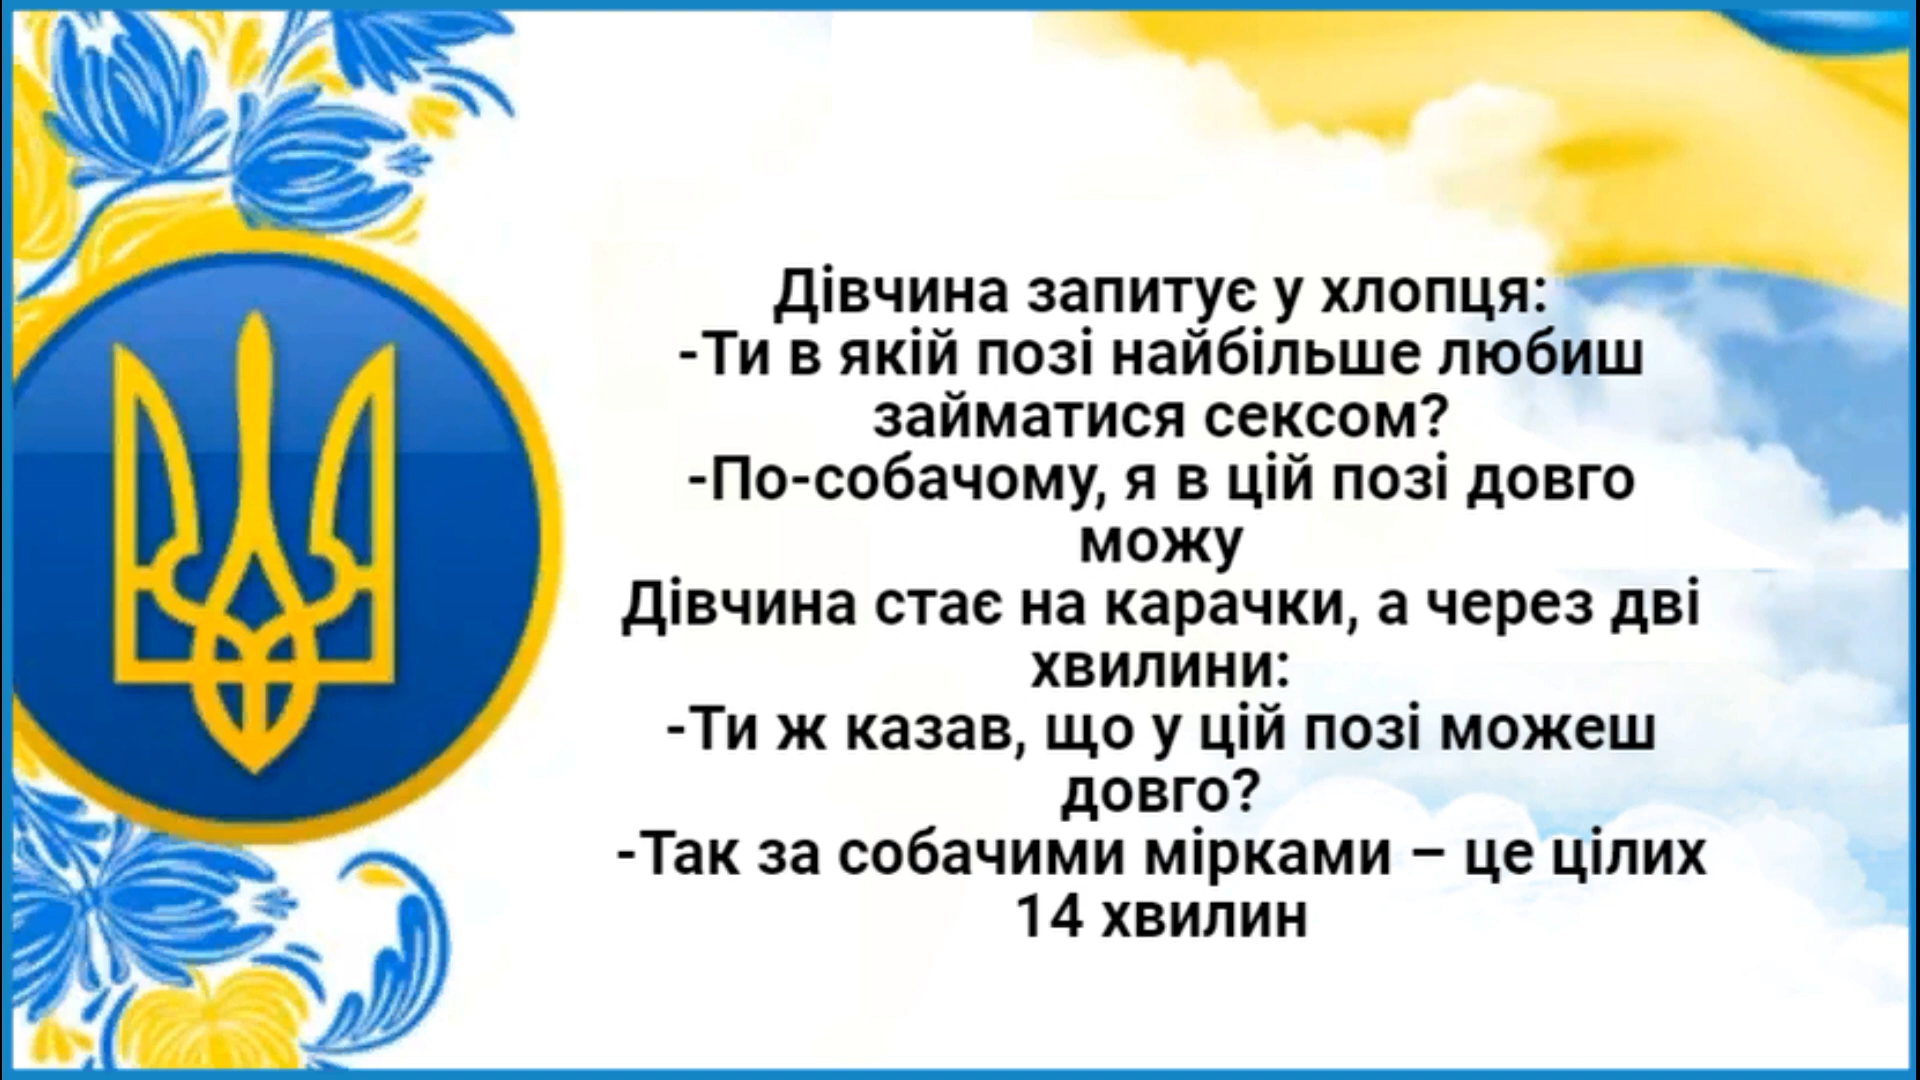 Дівчина запитує у хлопця:
-Ти в якій позі найбільше любиш
займатися сексом?
-По-собачому, я в цій позі довго
можу
Дівчина стає на карачки, а через дві
хвилини:
-Ти ж казав, що у цій позі можеш
довго?
-Так за собачими мірками – це цілих
14 хвилин